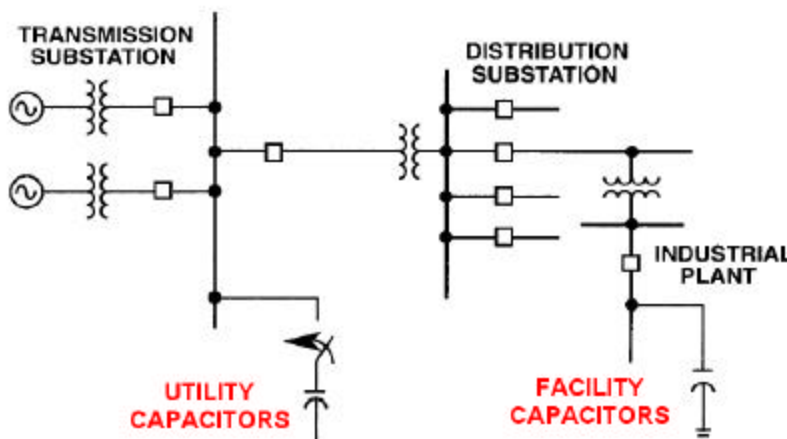 TRANSMISSION
SUBSTATION
DISTRIBUTION
SUBSTATION
INDUSTRIAL
PLANT
UTILITY
CAPACITORS
FACILITY
CAPACITORS